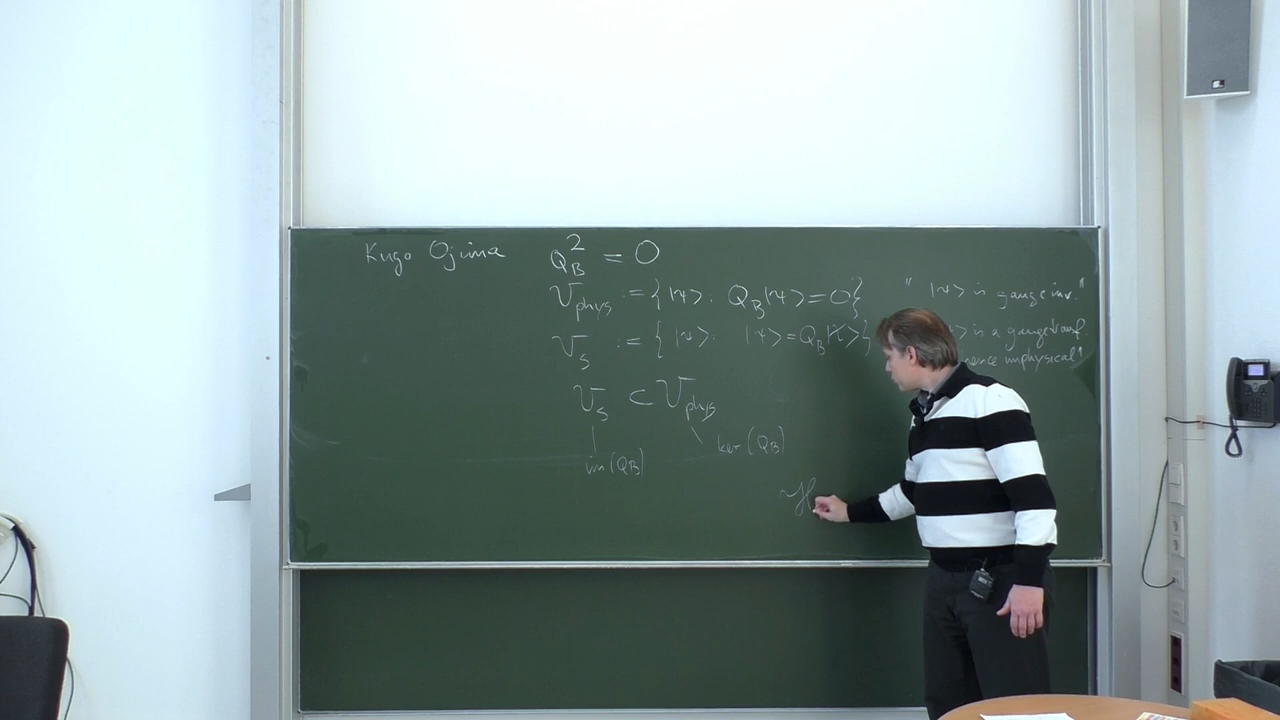 Kugo Ojima Q_B^2 = 0
V_phys := { |ψ>: Q_B|ψ> = 0 } " |ψ> is gauge inv."
V_s := { |ψ>: |ψ> = Q_B|ψ̃> } > is a gauge transf
hence unphysical"
V_s ⊂ V_phys
ker(Q_B)
im(Q_B)
H